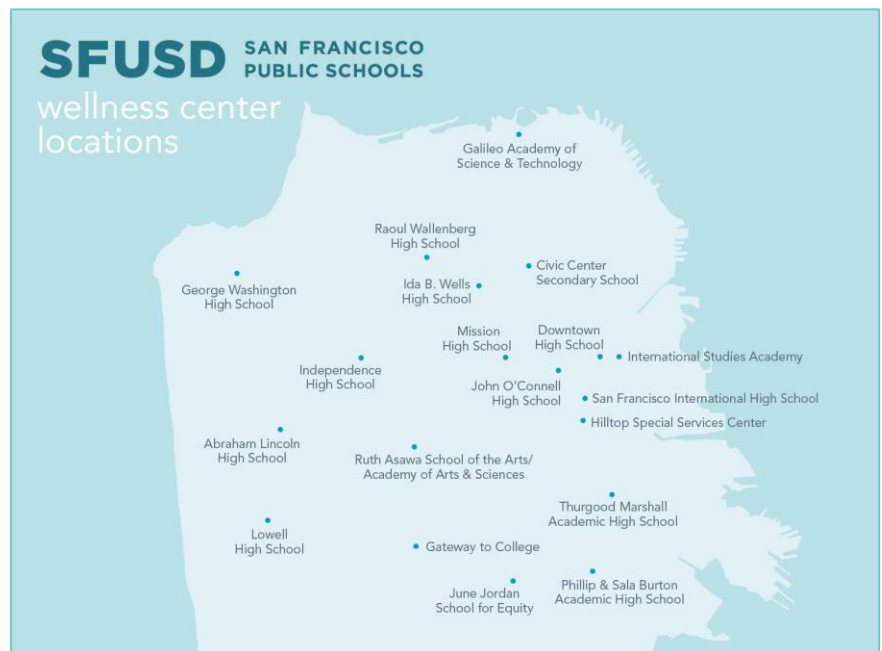 SFUSD SAN FRANCISCO
PUBLIC SCHOOLS
wellness center
locations
Galileo Academy of
Science & Technology
Raoul Wallenberg
High School
Civic Center
Secondary School
George Washington
High School
Ida B. Wells
High School
Mission
High School
Downtown
High School
International Studies Academy
Independence
High School
John O'Connell
High School
San Francisco International High School
Hilltop Special Services Center
Abraham Lincoln
High School
Ruth Asawa School of the Arts/
Academy of Arts & Sciences
Thurgood Marshall
Academic High School
Lowell
High School
Gateway to College
June Jordan
School for Equity
Phillip & Sala Burton
Academic High School